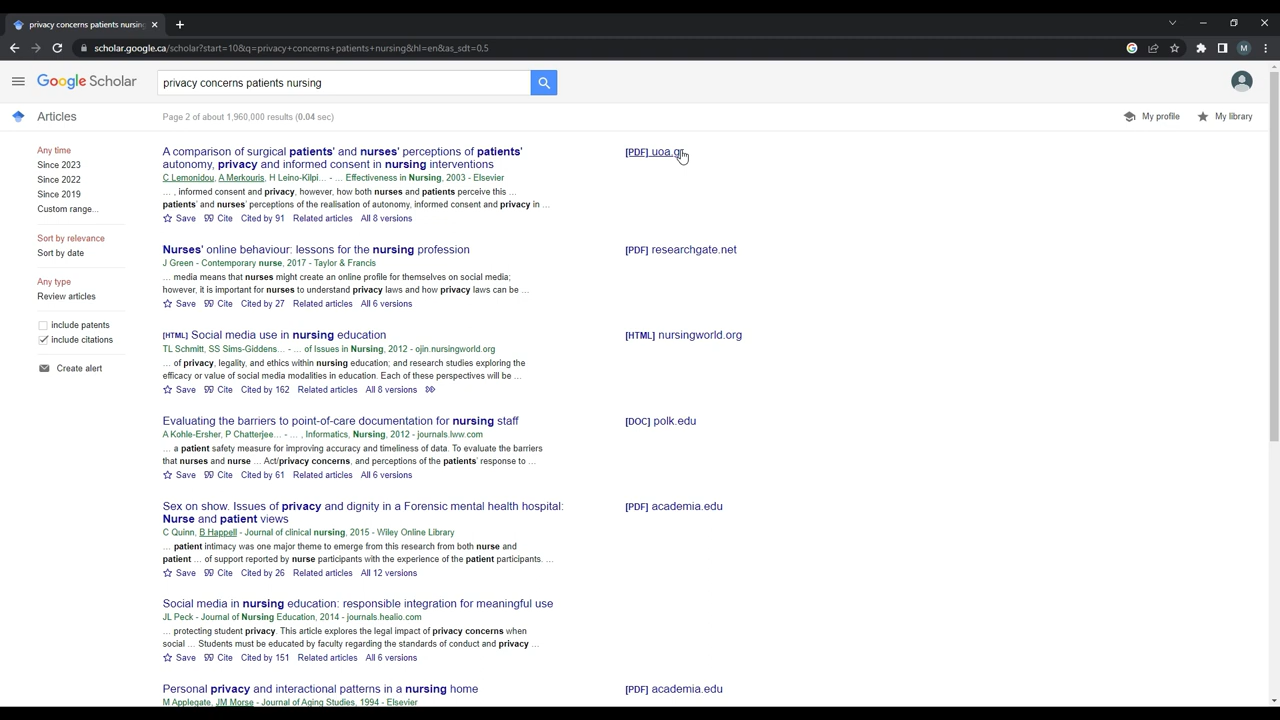 privacy concerns patients nursing
scholar.google.ca/scholar?start=10&q=privacy+concerns+patients+nursing&hl=en&as_sdt=0,5
M
Google Scholar
privacy concerns patients nursing
Articles
Page 2 of about 1,960,000 results (0.04 sec)
My profile
My library
Any time
Since 2023
Since 2022
Since 2019
Custom range...
Sort by relevance
Sort by date
Any type
Review articles
include patents
include citations
Create alert
A comparison of surgical patients' and nurses' perceptions of patients'
autonomy, privacy and informed consent in nursing interventions
[PDF] uoa.gr
C Lemonidou, A Merkouris, H Leino-Kilpi... - ... Effectiveness in Nursing, 2003 - Elsevier
... , informed consent and privacy, however, how both nurses and patients perceive this ...
patients' and nurses' perceptions of the realisation of autonomy, informed consent and privacy in ...
Save Cite Cited by 91 Related articles All 8 versions
Nurses' online behaviour: lessons for the nursing profession
[PDF] researchgate.net
J Green - Contemporary nurse, 2017 - Taylor & Francis
... media means that nurses might create an online profile for themselves on social media;
however, it is important for nurses to understand privacy laws and how privacy laws can be ...
Save Cite Cited by 27 Related articles All 6 versions
[HTML] Social media use in nursing education
[HTML] nursingworld.org
TL Schmitt, SS Sims-Giddens... - ... of Issues in Nursing, 2012 - ojin.nursingworld.org
... of privacy, legality, and ethics within nursing education; and research studies exploring the
efficacy or value of social media modalities in education. Each of these perspectives will be ...
Save Cite Cited by 162 Related articles All 8 versions
Evaluating the barriers to point-of-care documentation for nursing staff
[DOC] polk.edu
A Kohle-Ersher, P Chatterjee... - ... , Informatics, Nursing, 2012 - journals.lww.com
... a patient safety measure for improving accuracy and timeliness of data. To evaluate the barriers
that nurses and nurse ... Act/privacy concerns, and perceptions of the patients' response to ...
Save Cite Cited by 61 Related articles All 6 versions
Sex on show. Issues of privacy and dignity in a Forensic mental health hospital:
Nurse and patient views
[PDF] academia.edu
C Quinn, B Happell - Journal of clinical nursing, 2015 - Wiley Online Library
... patient intimacy was one major theme to emerge from this research from both nurse and
patient ... of support reported by nurse participants with the experience of the patient participants. ...
Save Cite Cited by 26 Related articles All 12 versions
Social media in nursing education: responsible integration for meaningful use
JL Peck - Journal of Nursing Education, 2014 - journals.healio.com
... protecting student privacy. This article explores the legal impact of privacy concerns when
social ... Students must be educated by faculty regarding the standards of conduct and privacy ...
Save Cite Cited by 151 Related articles All 6 versions
Personal privacy and interactional patterns in a nursing home
[PDF] academia.edu
M Applegate, JM Morse - Journal of Aging Studies, 1994 - Elsevier